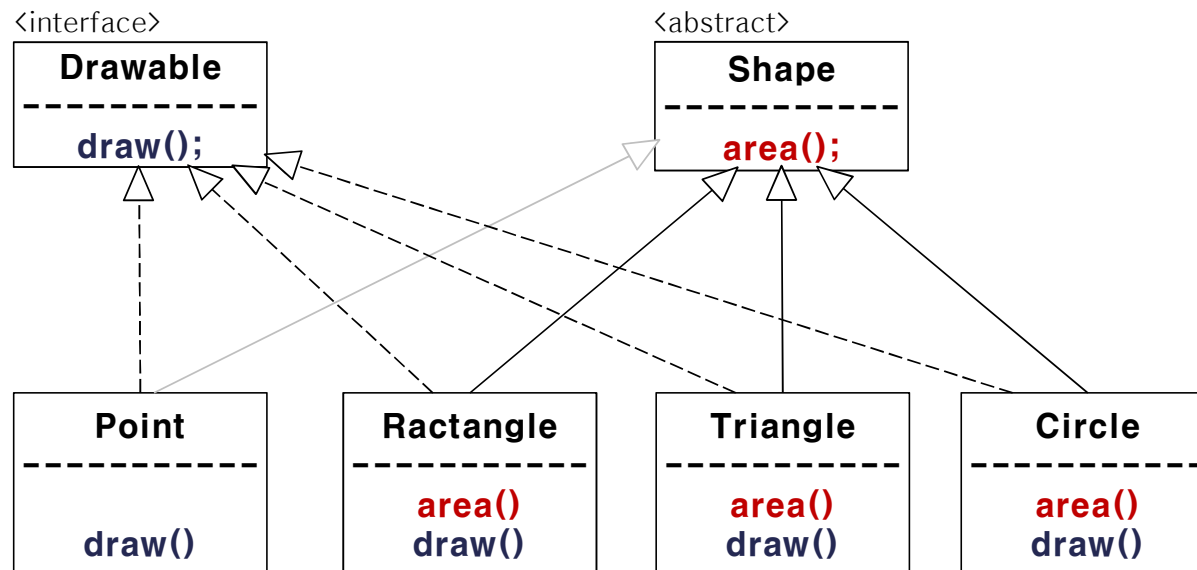 <interface>
Drawable
draw();
<abstract>
Shape
area();
Point
draw()
Ractangle
area()
draw()
Triangle
area()
draw()
Circle
area()
draw()